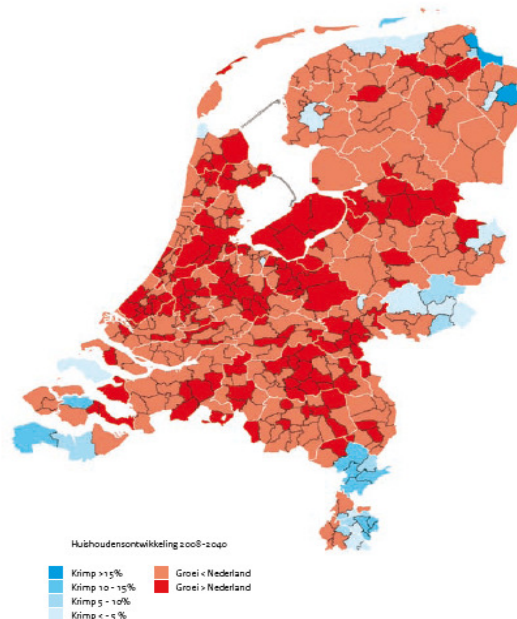 Huishoudensontwikkeling 2008-2040
Krimp >15%
Krimp 10 - 15%
Krimp 5 - 10%
Krimp < - 5 %
Groei < Nederland
Groei > Nederland